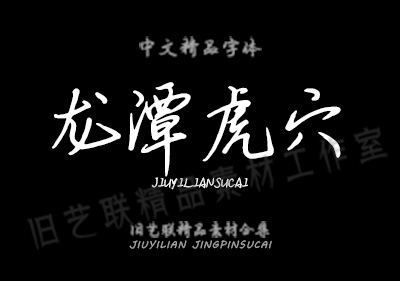 中文精品字体
龙潭虎穴
JIUYILIANSUCAI
旧艺联精品素材工作室
旧艺联精品素材合集
JIUYILIAN JINGPINSUCAI